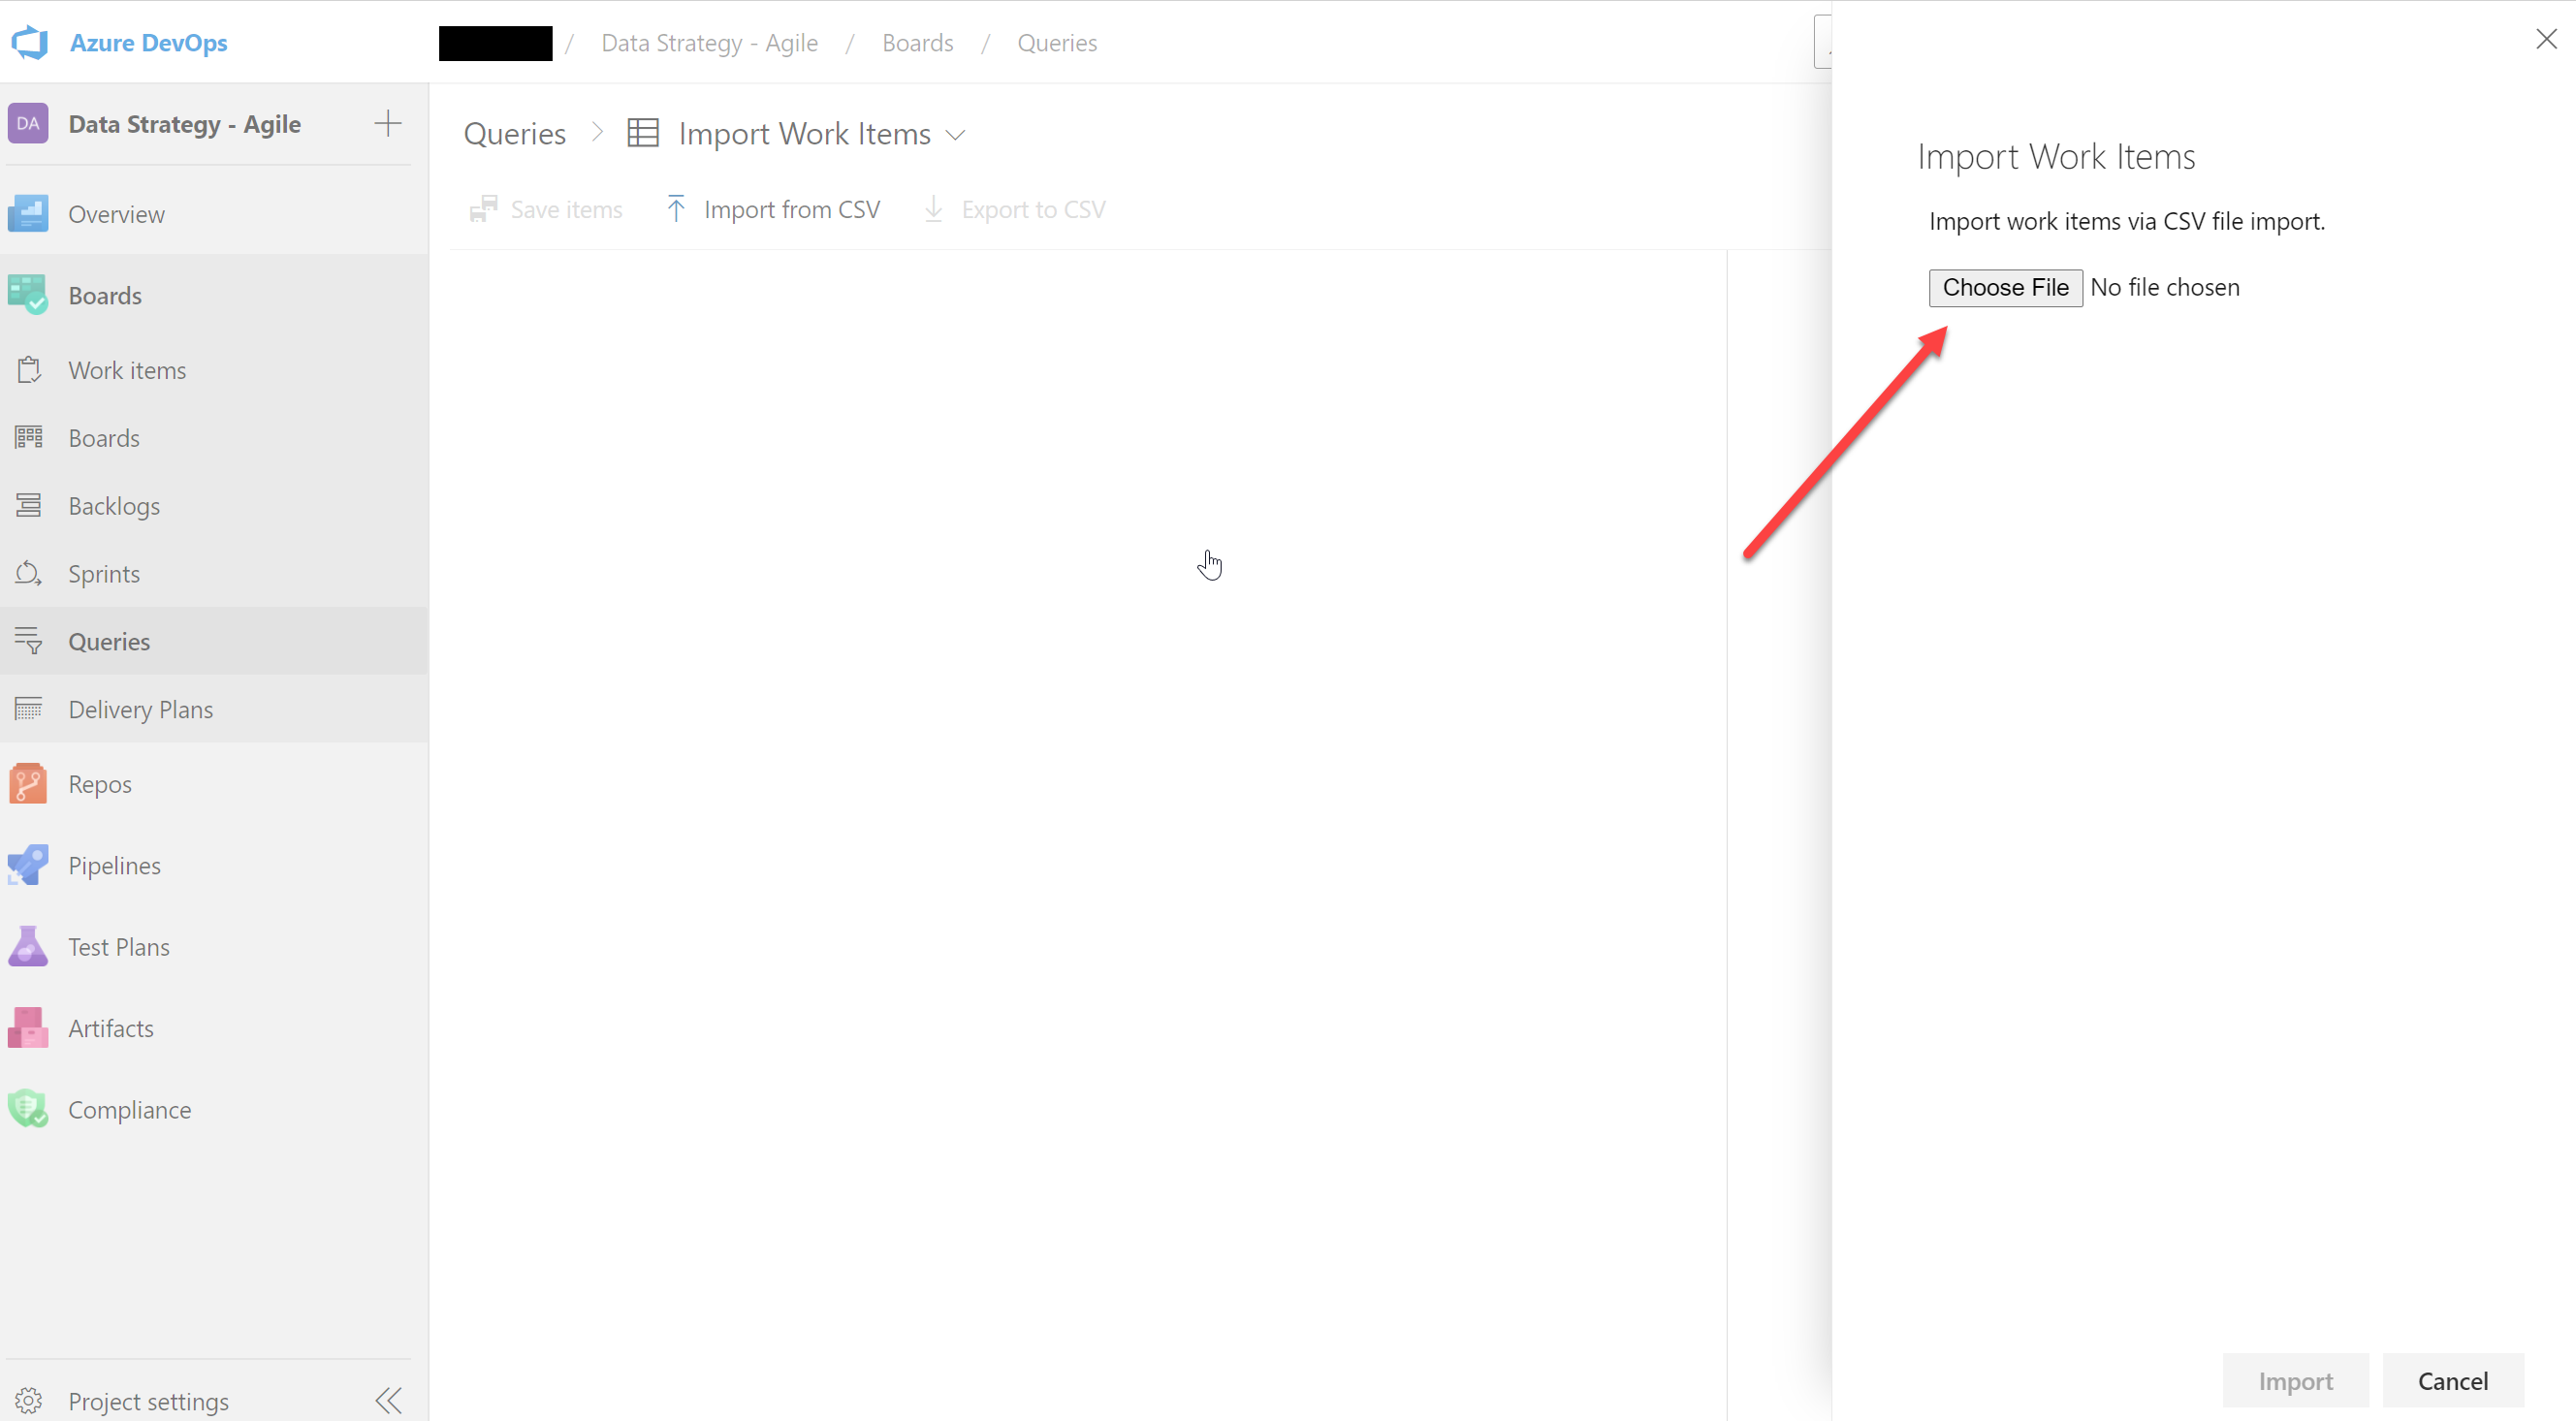 Azure DevOps
/ Data Strategy - Agile / Boards / Queries
DA Data Strategy - Agile
Overview
Boards
Work items
Boards
Backlogs
Sprints
Queries
Delivery Plans
Repos
Pipelines
Test Plans
Artifacts
Compliance
Project settings
Queries > Import Work Items
Save items Import from CSV Export to CSV
Import Work Items
Import work items via CSV file import.
Choose File No file chosen
Import Cancel